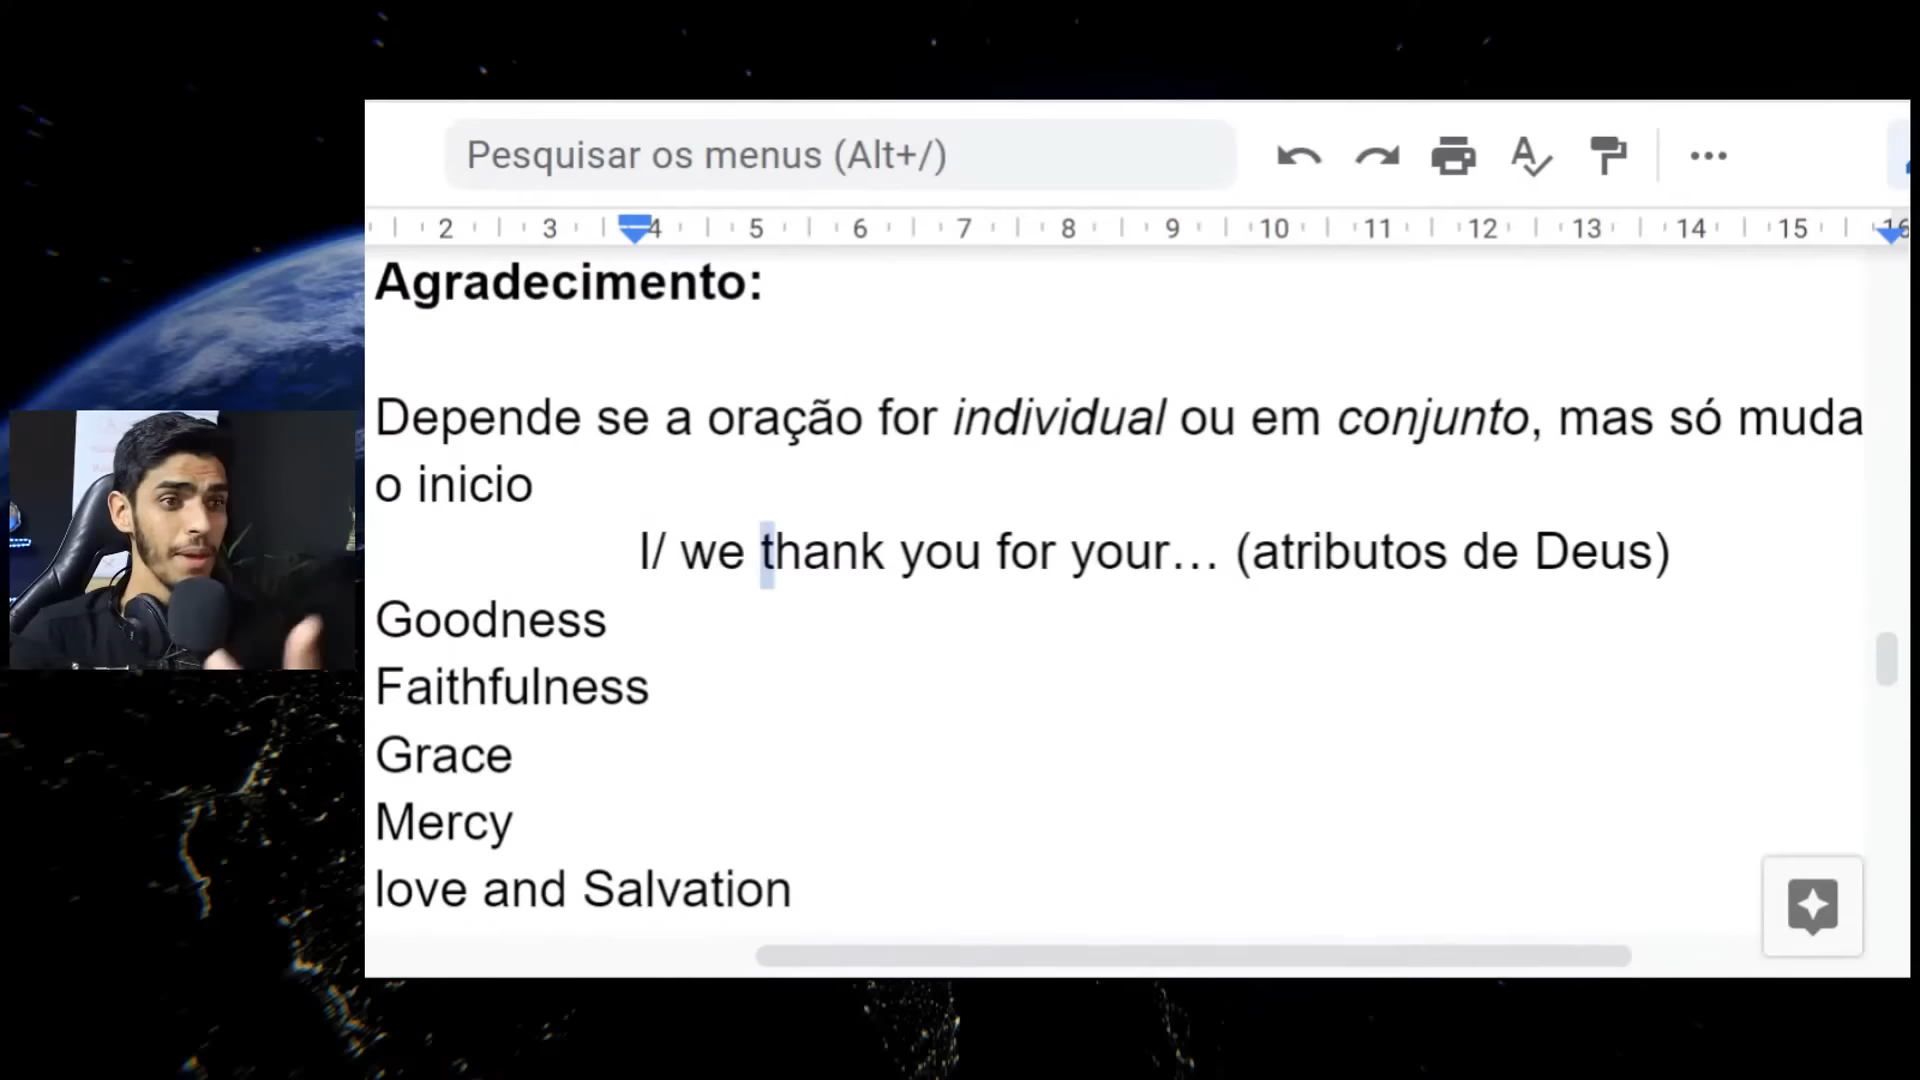 Pesquisar os menus (Alt+/)
2 3 4 5 6 7 8 9 10 11 12 13 14 15 16
Agradecimento:
Depende se a oração for individual ou em conjunto, mas só muda
o inicio
I/ we thank you for your… (atributos de Deus)
Goodness
Faithfulness
Grace
Mercy
love and Salvation